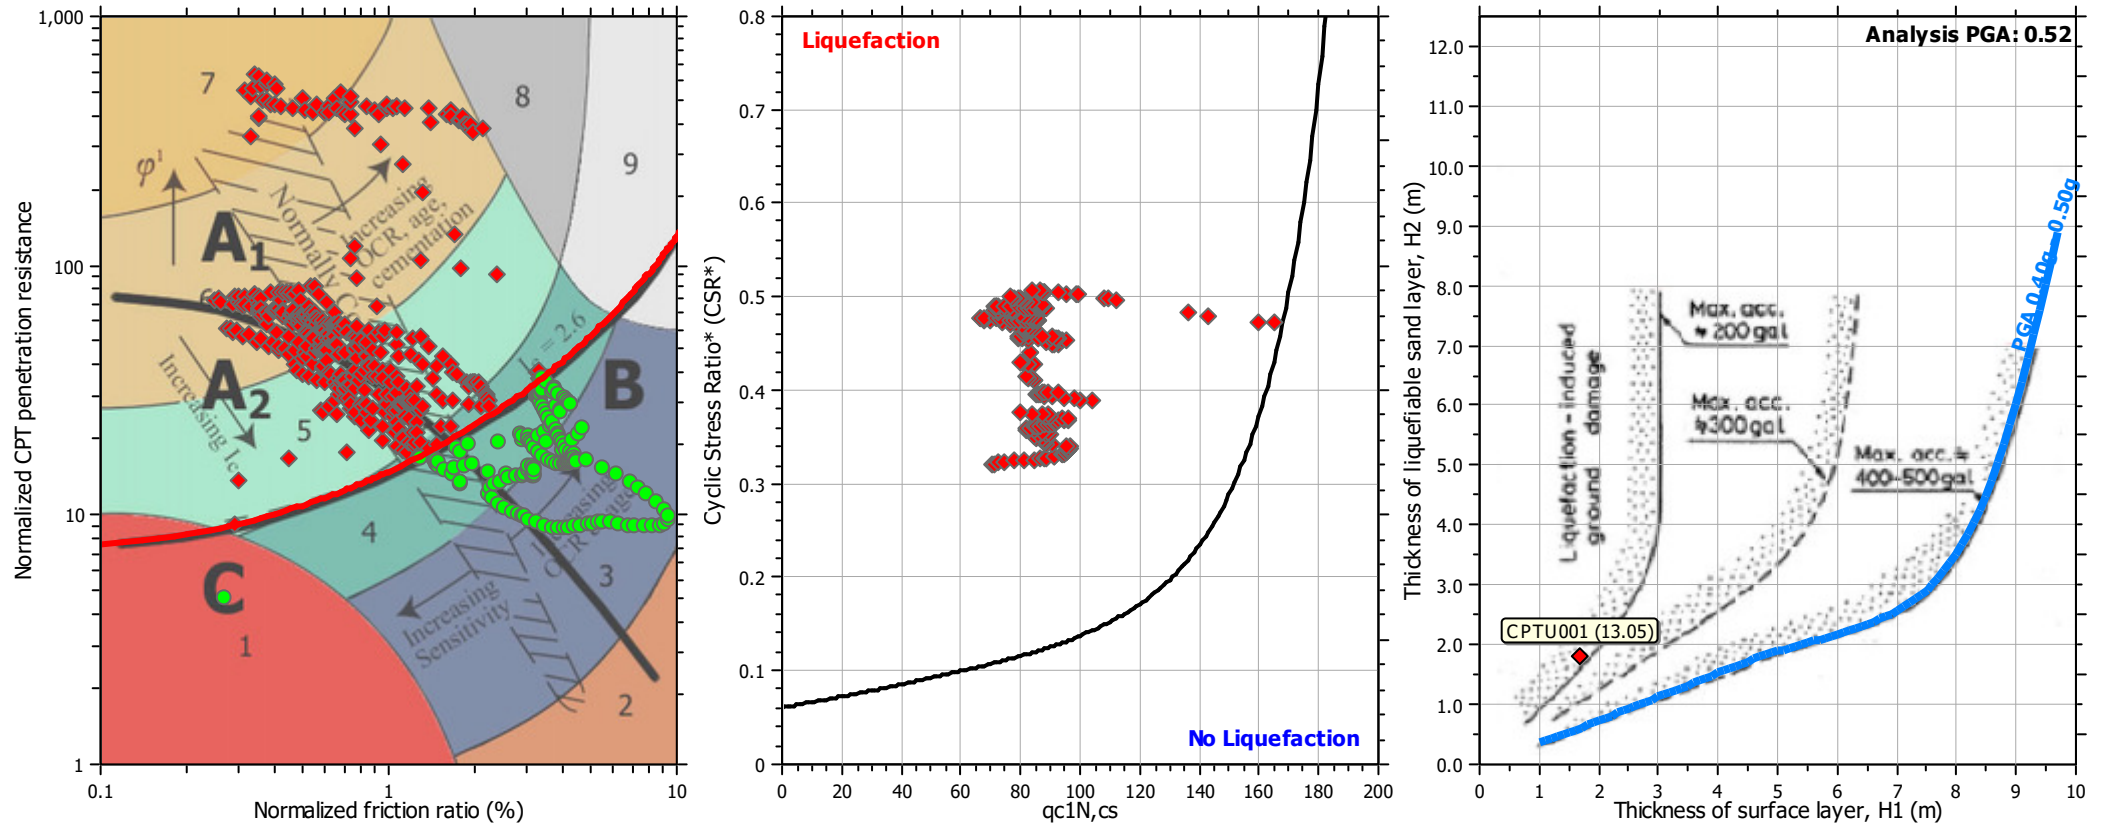 1,000
100
10
1
0.1
1
10
Normalized CPT penetration resistance
Normalized friction ratio (%)
7
8
9
φ'
A1
Normally
Increasing
OCR, age,
cementation
6
A2
Increasing Ic
5
Ic = 2.6
B
4
C
1
Increasing
OCR & age
3
Increasing
Sensitivity
2
0.8
0.7
0.6
0.5
0.4
0.3
0.2
0.1
0
0
20
40
60
80
100
120
140
160
180
200
Cyclic Stress Ratio* (CSR*)
qc1N,cs
Liquefaction
No Liquefaction
12.0
11.0
10.0
9.0
8.0
7.0
6.0
5.0
4.0
3.0
2.0
1.0
0.0
0
1
2
3
4
5
6
7
8
9
10
Thickness of liquefiable sand layer, H2 (m)
Thickness of surface layer, H1 (m)
Analysis PGA: 0.52
PGA 0.40g - 0.50g
Max. acc.
≒ 200 gal
Max. acc.
≒ 300 gal
Max. acc. ≒
400~500 gal
Liquefaction - induced
ground damage
CPTU001 (13.05)